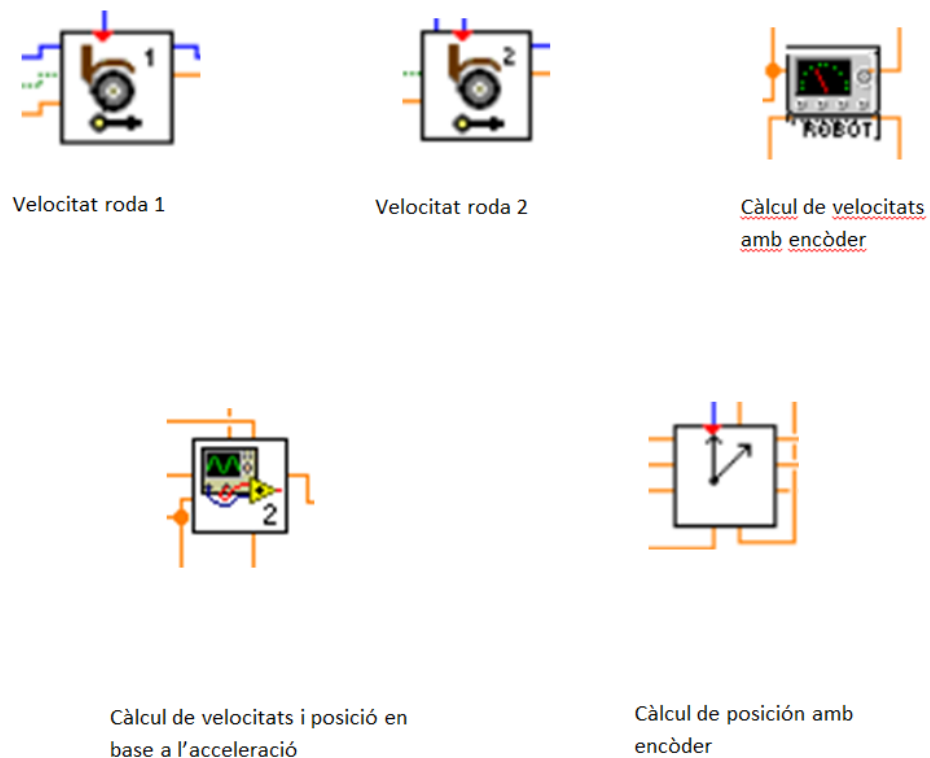 1
2
ROBOT
Velocitat roda 1
Velocitat roda 2
Càlcul de velocitats
amb encòder
2
Càlcul de velocitats i posició en
base a l’acceleració
Càlcul de posición amb
encòder